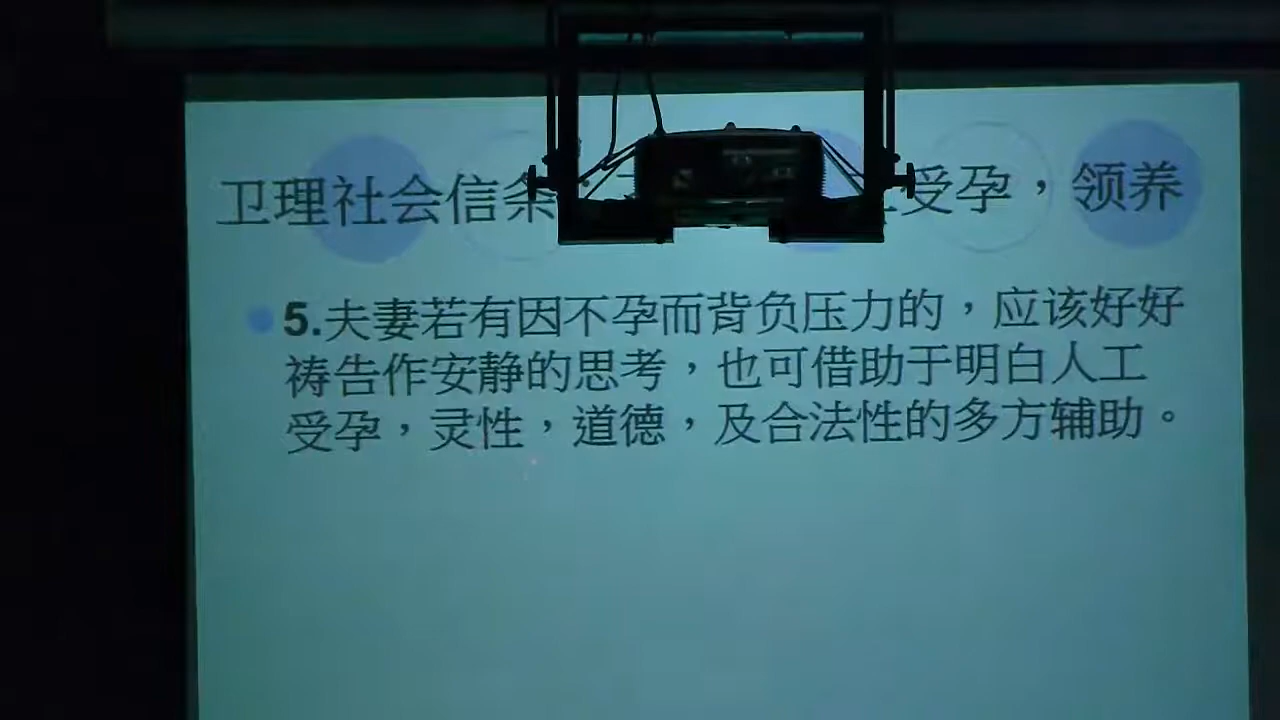 卫理社会信条 受孕，领养
5.夫妻若有因不孕而背负压力的，应该好好
祷告作安静的思考，也可借助于明白人工
受孕，灵性，道德，及合法性的多方辅助。